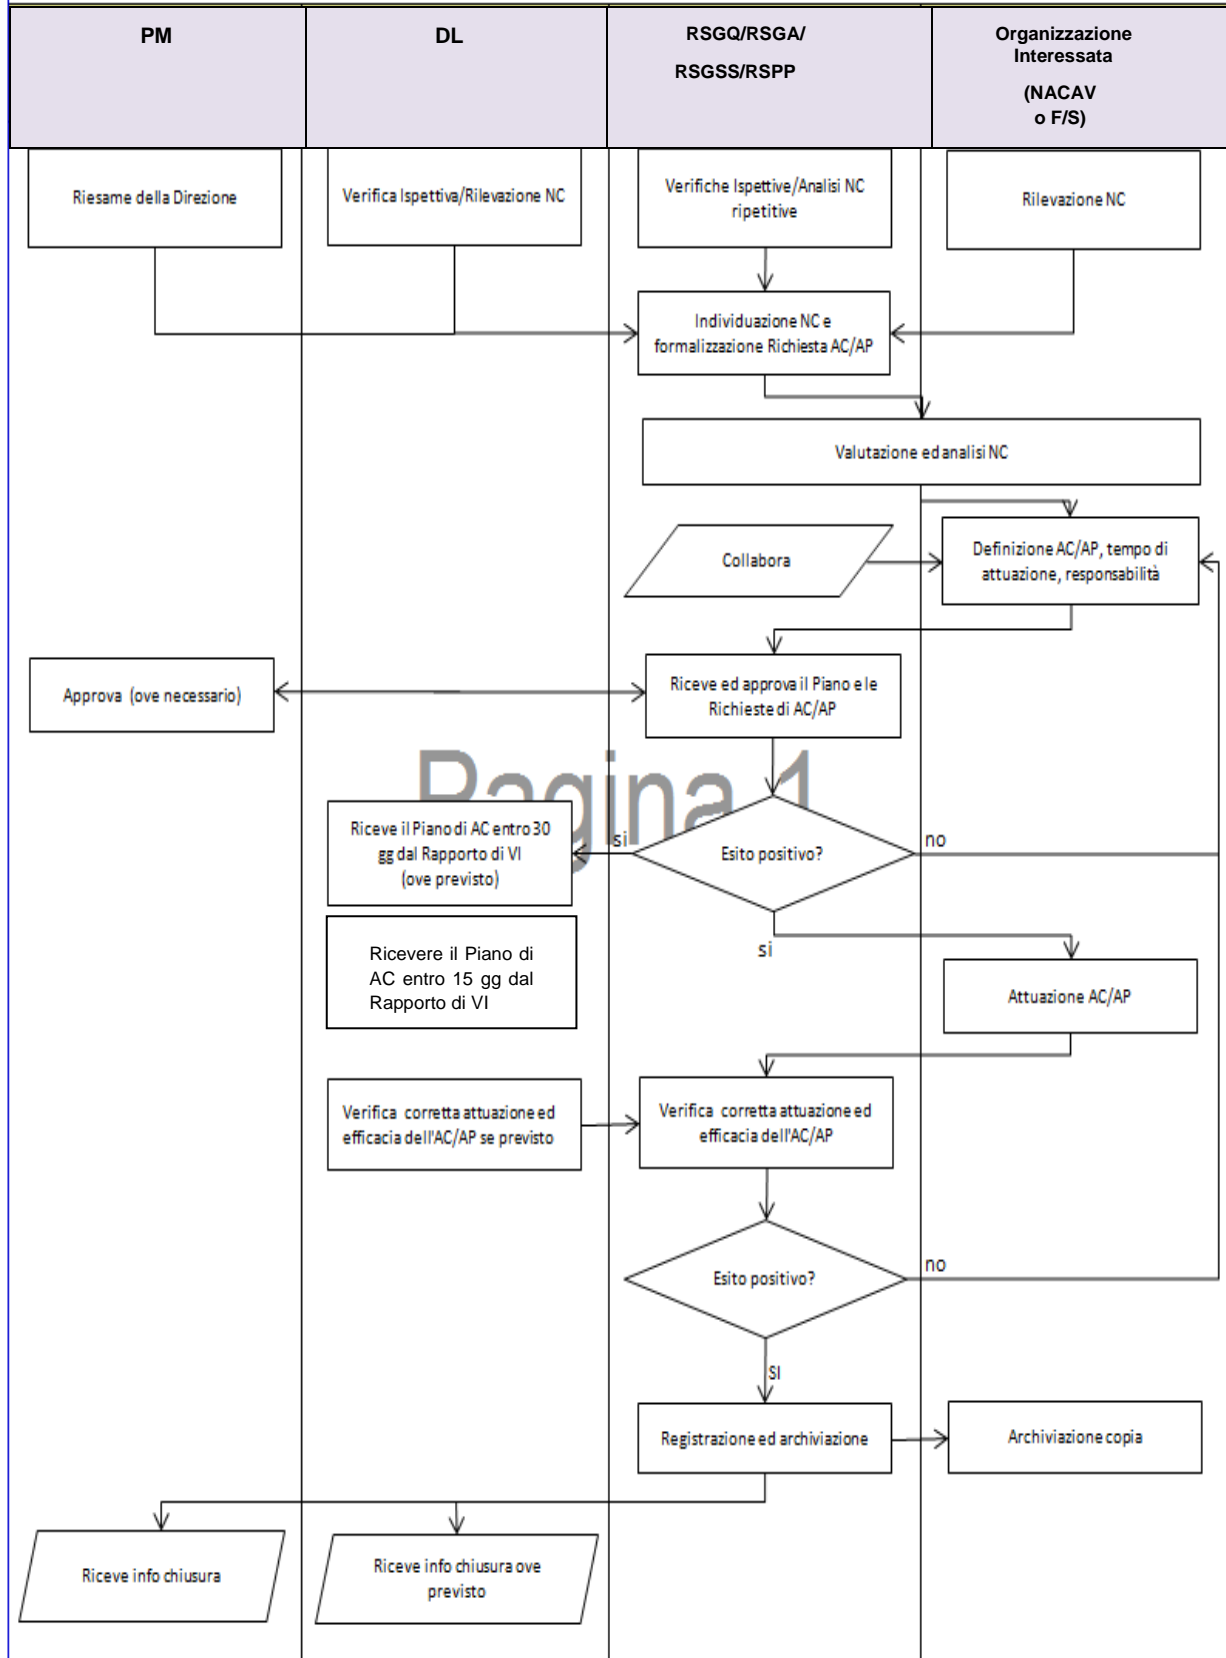 PM
DL
RSGQ/RSGA/
RSGSS/RSPP
Organizzazione
Interessata
(NACAV
o F/S)
Riesame della Direzione
Verifica Ispettiva/Rilevazione NC
Verifiche Ispettive/Analisi NC
ripetitive
Rilevazione NC
Individuazione NC e
formalizzazione Richiesta AC/AP
Valutazione ed analisi NC
Collabora
Definizione AC/AP, tempo di
attuazione, responsabilità
Approva (ove necessario)
Riceve ed approva il Piano e le
Richieste di AC/AP
Pagina 1
Riceve il Piano di AC entro 30
gg dal Rapporto di VI
(ove previsto)
si
Esito positivo?
no
si
Ricevere il Piano di
AC entro 15 gg dal
Rapporto di VI
Attuazione AC/AP
Verifica corretta attuazione ed
efficacia dell'AC/AP se previsto
Verifica corretta attuazione ed
efficacia dell'AC/AP
Esito positivo?
no
SI
Registrazione ed archiviazione
Archiviazione copia
Riceve info chiusura
Riceve info chiusura ove
previsto